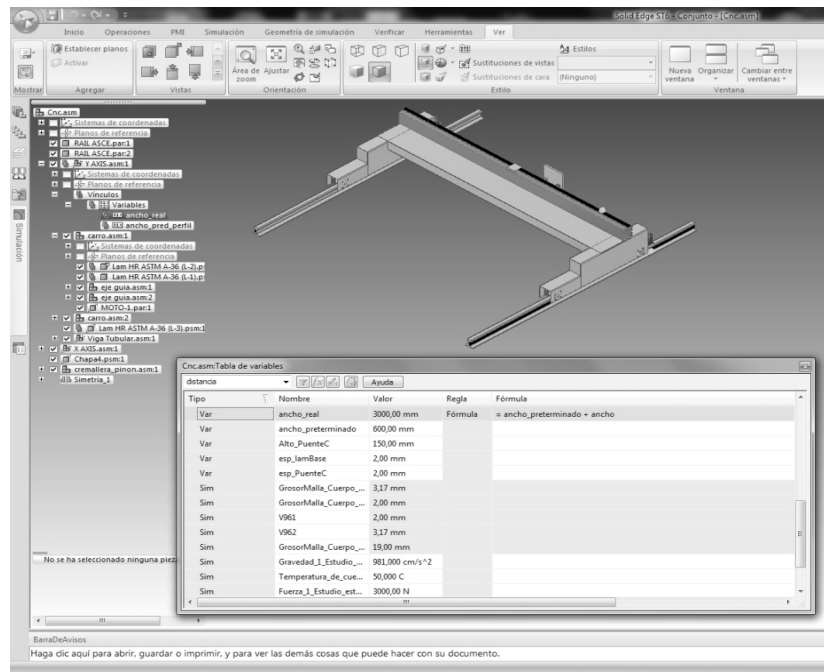 Solid Edge ST6 - Conjunto - [Cnc.asm]
Inicio Operaciones PMI Simulación Geometría de simulación Verificar Herramientas Ver
Establecer planos
Activar
Mostrar
Agregar
Vistas
Área de zoom
Ajustar
Orientación
Sustituciones de vistas
Sustituciones de cara
Estilos
(Ninguno)
Estilo
Nueva ventana
Organizar
Cambiar entre ventanas
Ventana
Simulación
Cnc.asm
Sistemas de coordenadas
Planos de referencia
RAIL ASCE.par:1
RAIL ASCE.par:2
Y AXIS.asm:1
Sistemas de coordenadas
Planos de referencia
Vínculos
Variables
ancho_real
ancho_pred_perfil
carro.asm:1
Sistemas de coordenadas
Planos de referencia
Lam HR ASTM A-36 (L-2).p
Lam HR ASTM A-36 (L-1).p
eje guia.asm:1
eje guia.asm:2
MOTO-1.par:1
carro.asm:2
Lam HR ASTM A-36 (L-3).psm:1
Viga Tubular.asm:1
X AXIS.asm:1
Chapa4.psm:1
cremallera_pinon.asm:1
Simetría_1
No se ha seleccionado ninguna pieza
Cnc.asm:Tabla de variables
distancia
Ayuda
Tipo Nombre Valor Regla Fórmula
Var ancho_real 3000,00 mm Fórmula = ancho_preterminado + ancho
Var ancho_preterminado 600,00 mm
Var Alto_PuenteC 150,00 mm
Var esp_lamBase 2,00 mm
Var esp_PuenteC 2,00 mm
Sim GrosorMalla_Cuerpo_... 3,17 mm
Sim GrosorMalla_Cuerpo_... 2,00 mm
Sim V961 2,00 mm
Sim V962 3,17 mm
Sim GrosorMalla_Cuerpo_... 19,00 mm
Sim Gravedad_1_Estudio_... 981,000 cm/s^2
Sim Temperatura_de_cue... 50,000 C
Sim Fuerza_1_Estudio_est... 3000,00 N
BarraDeAvisos
Haga clic aquí para abrir, guardar o imprimir, y para ver las demás cosas que puede hacer con su documento.